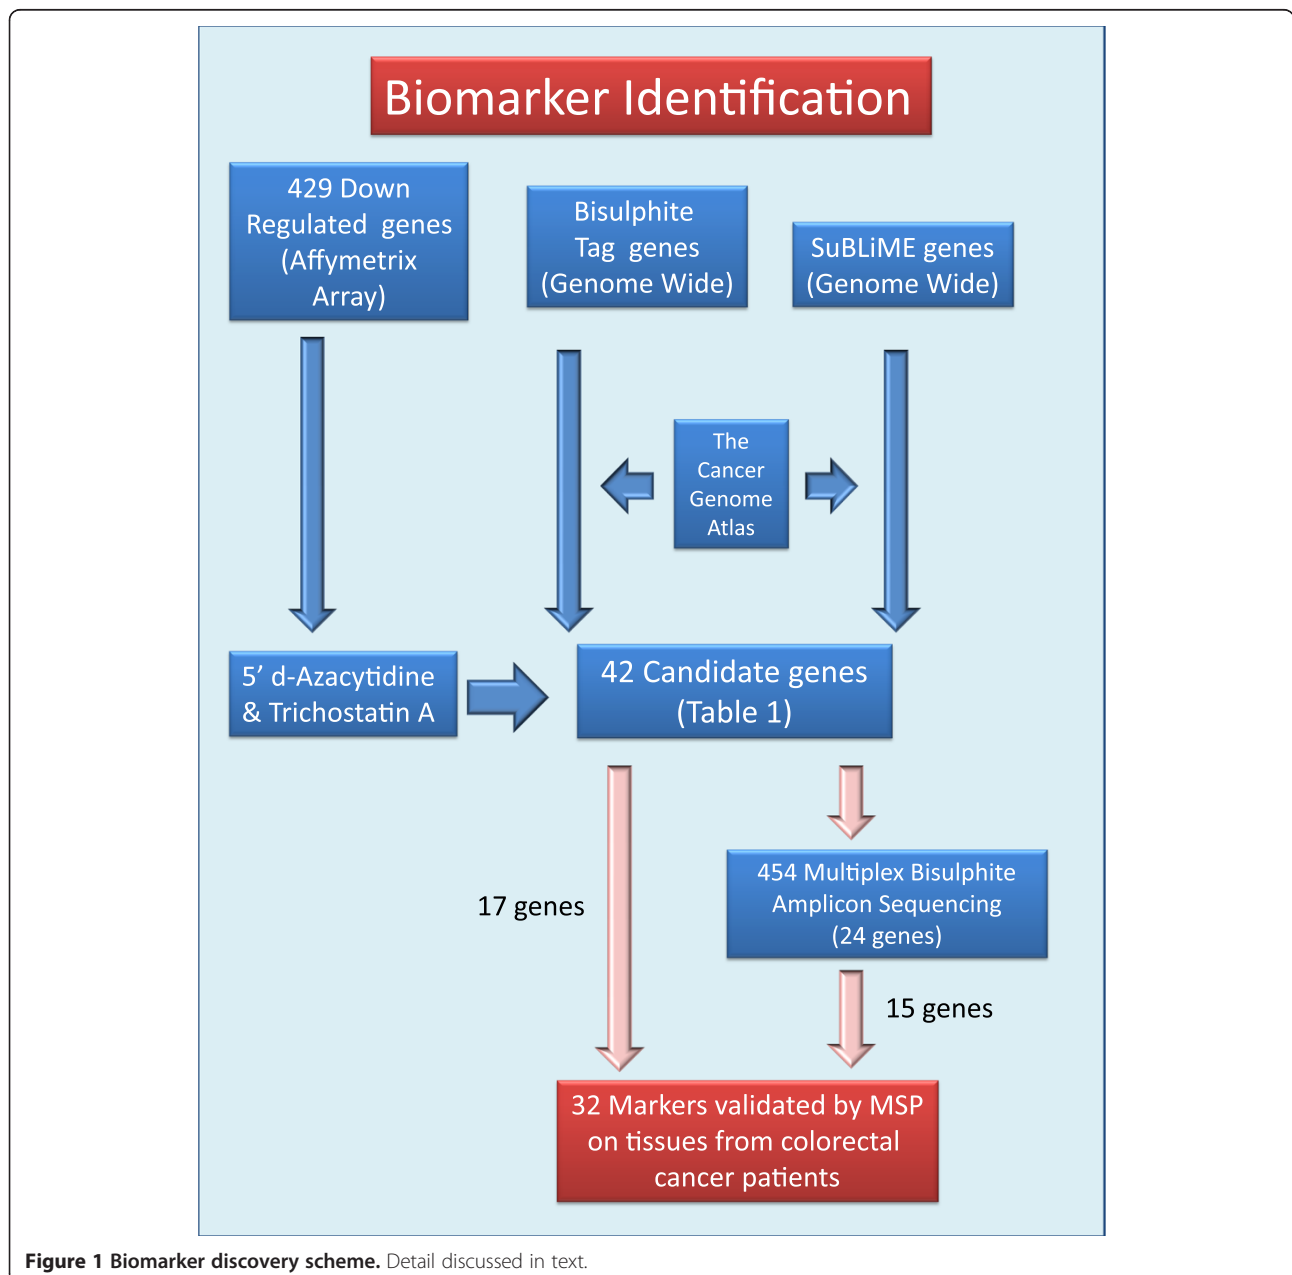 Biomarker Identification
429 Down
Regulated genes
(Affymetrix
Array)
Bisulphite
Tag genes
(Genome Wide)
SuBLiME genes
(Genome Wide)
The
Cancer
Genome
Atlas
5’ d-Azacytidine
& Trichostatin A
42 Candidate genes
(Table 1)
17 genes
454 Multiplex Bisulphite
Amplicon Sequencing
(24 genes)
15 genes
32 Markers validated by MSP
on tissues from colorectal
cancer patients
Figure 1 Biomarker discovery scheme. Detail discussed in text.